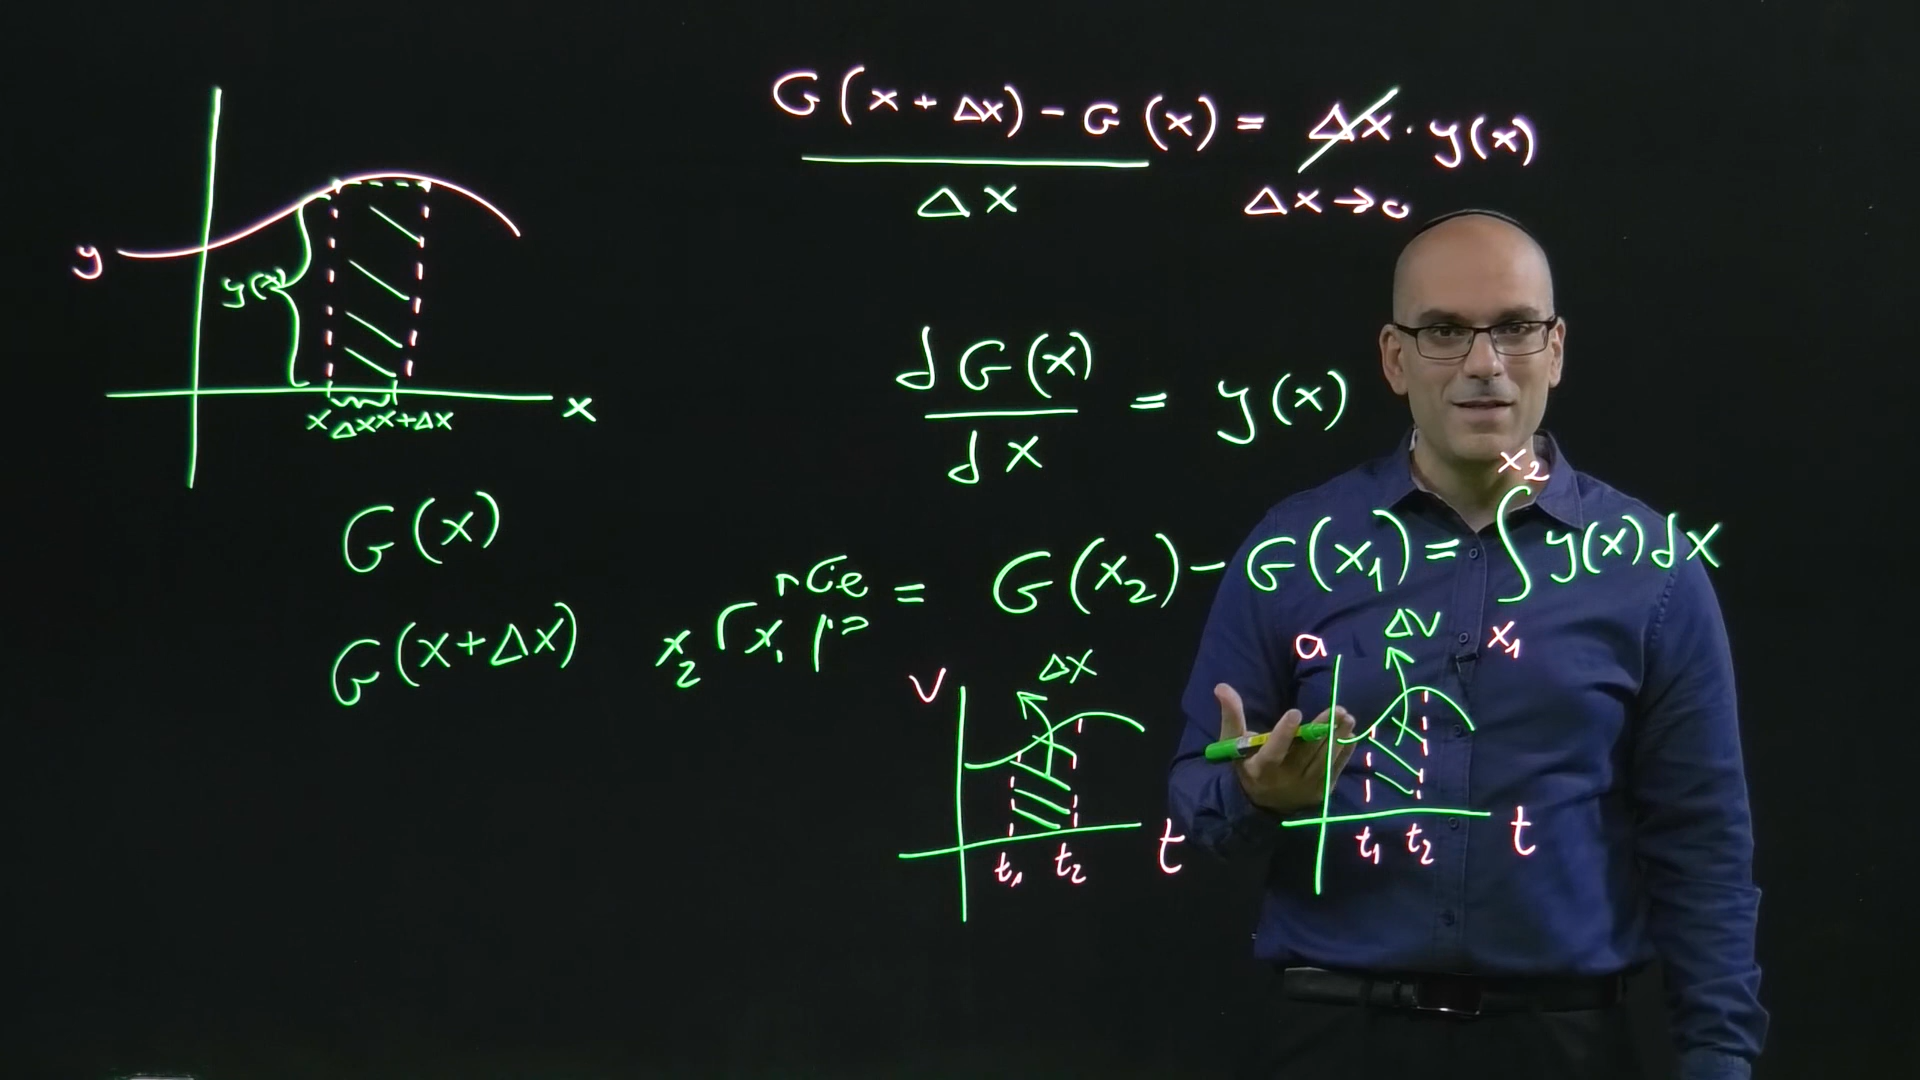 G(x+Δx) - G(x) = Δx · y(x)
Δx
Δx→0
y
y(x)
x Δx x+Δx
x
dG(x) = y(x)
dx
G(x)
G(x+Δx)
שטח = G(x₂) - G(x₁) = ∫ y(x)dx
x₂
x₁
בין x₁ ל x₂
v
Δx
t₁ t₂
t
a
Δv
t₁ t₂
t